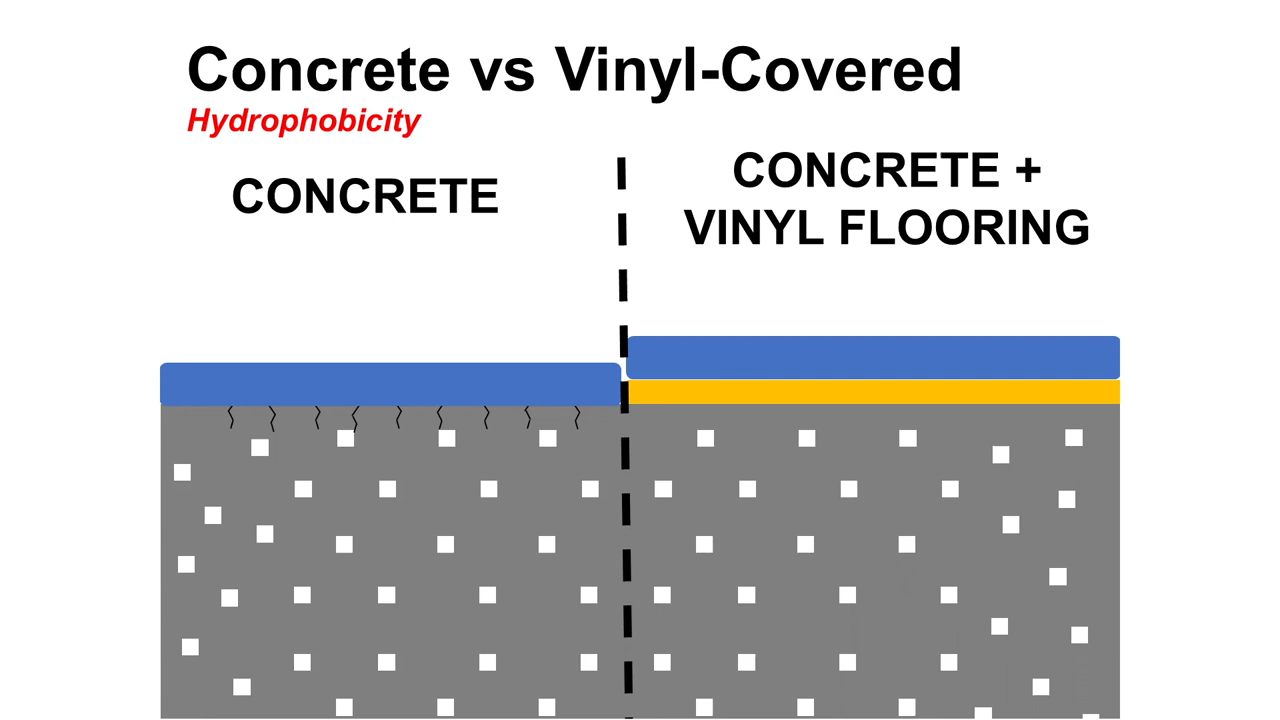 Concrete vs Vinyl-Covered
Hydrophobicity
CONCRETE
CONCRETE +
VINYL FLOORING